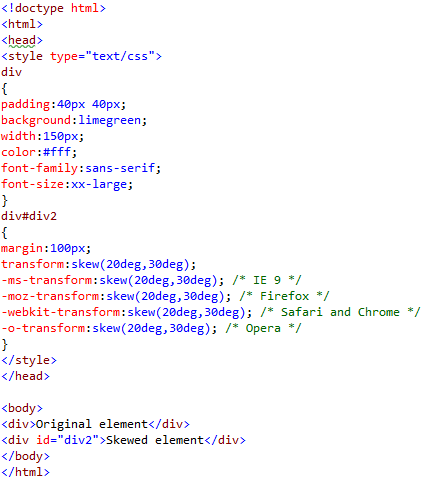 <!doctype html>
<html>
<head>
<style type="text/css">
div
{
padding:40px 40px;
background:limegreen;
width:150px;
color:#fff;
font-family:sans-serif;
font-size:xx-large;
}
div#div2
{
margin:100px;
transform:skew(20deg,30deg);
-ms-transform:skew(20deg,30deg); /* IE 9 */
-moz-transform:skew(20deg,30deg); /* Firefox */
-webkit-transform:skew(20deg,30deg); /* Safari and Chrome */
-o-transform:skew(20deg,30deg); /* Opera */
}
</style>
</head>

<body>
<div>Original element</div>
<div id="div2">Skewed element</div>
</body>
</html>